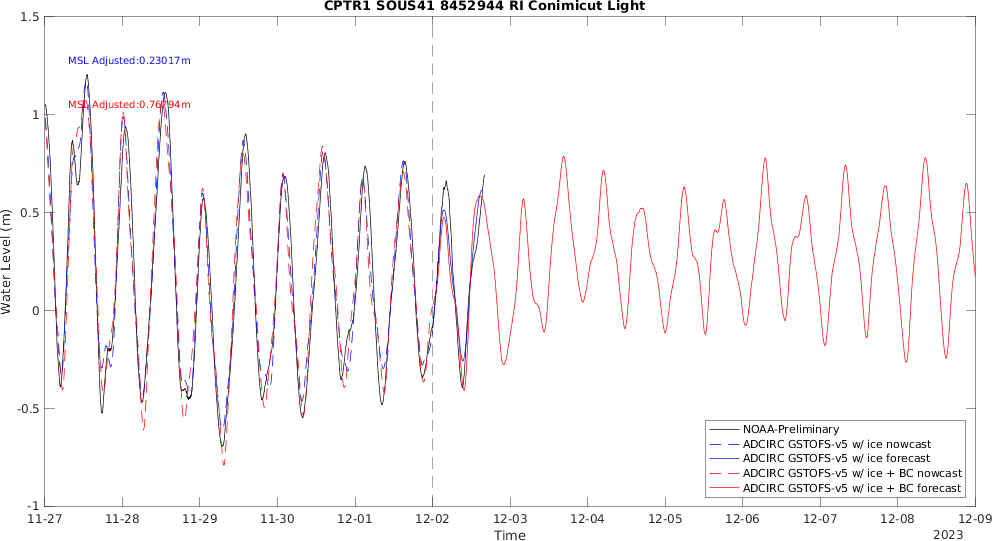 CPTR1 SOUS41 8452944 RI Conimicut Light
1.5
1
0.5
0
-0.5
-1
Water Level (m)
MSL Adjusted:0.23017m
MSL Adjusted:0.76794m
NOAA-Preliminary
ADCIRC GSTOFS-v5 w/ ice nowcast
ADCIRC GSTOFS-v5 w/ ice forecast
ADCIRC GSTOFS-v5 w/ ice + BC nowcast
ADCIRC GSTOFS-v5 w/ ice + BC forecast
11-27 11-28 11-29 11-30 12-01 12-02 12-03 12-04 12-05 12-06 12-07 12-08 12-09
Time
2023